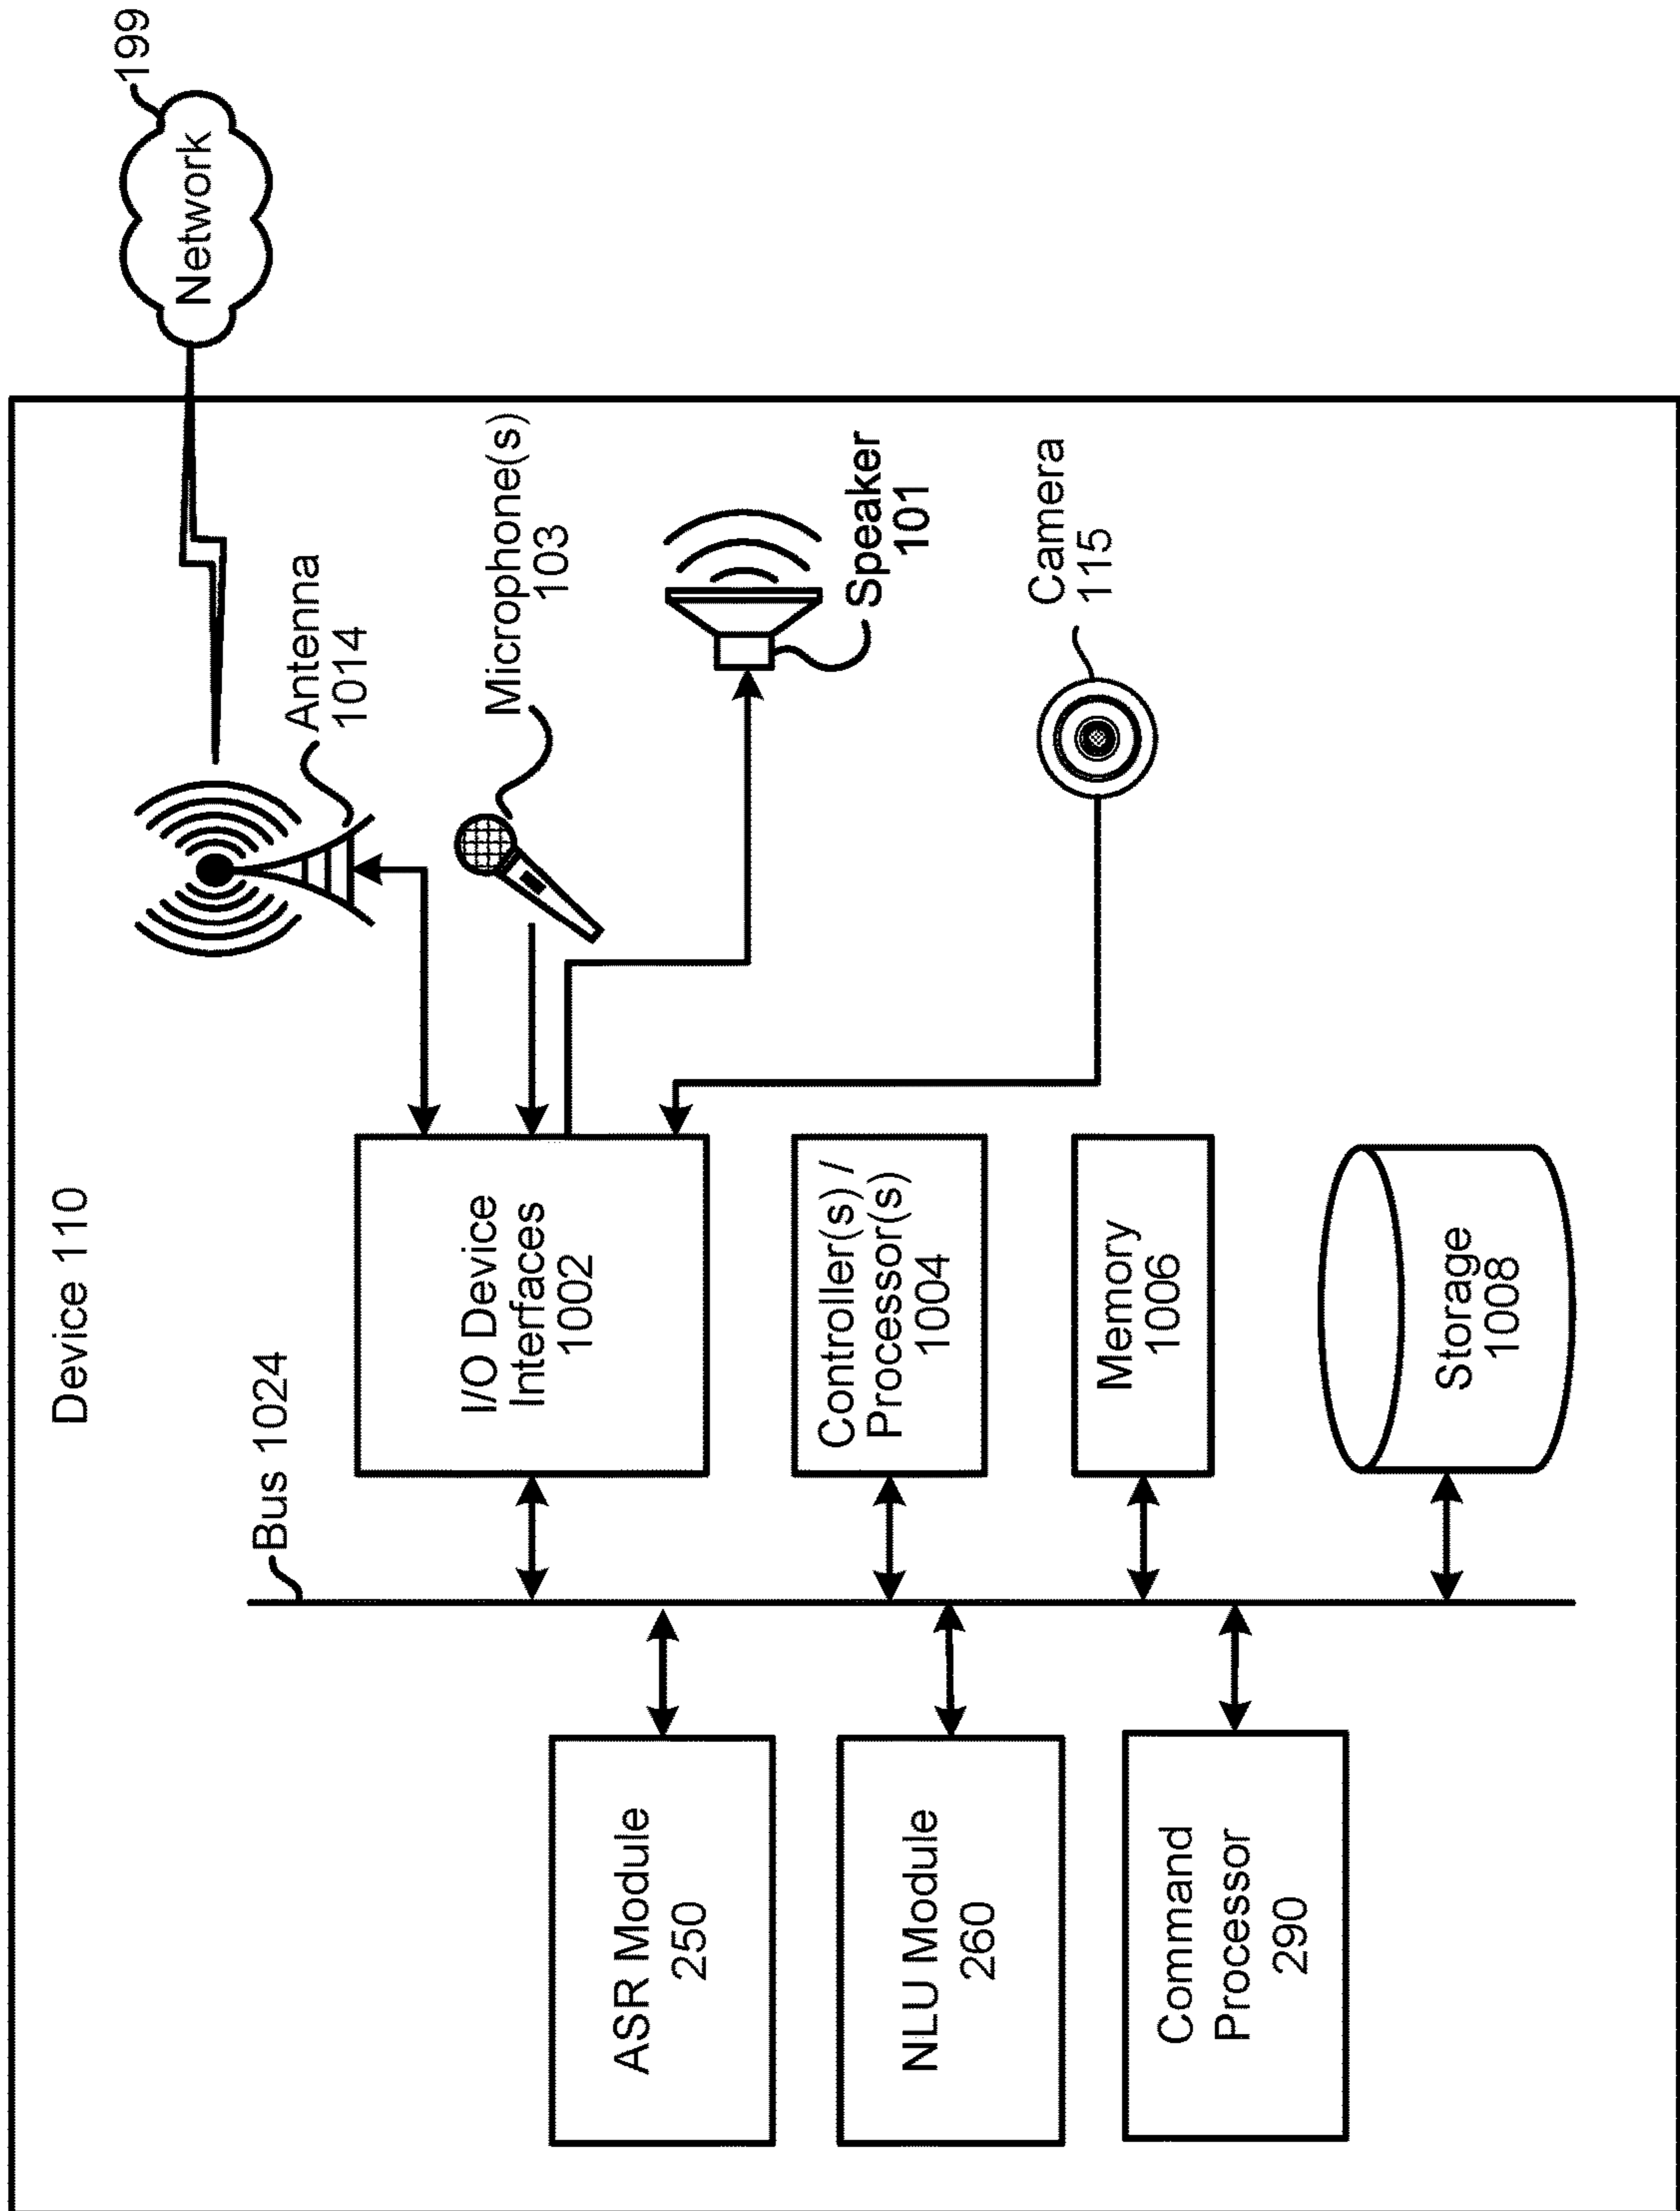 Device 110
Bus 1024
ASR Module
250
NLU Module
260
Command
Processor
290
I/O Device
Interfaces
1002
Controller(s) /
Processor(s)
1004
Memory
1006
Storage
1008
Antenna
1014
Microphone(s)
103
Speaker
101
Camera
115
Network
199